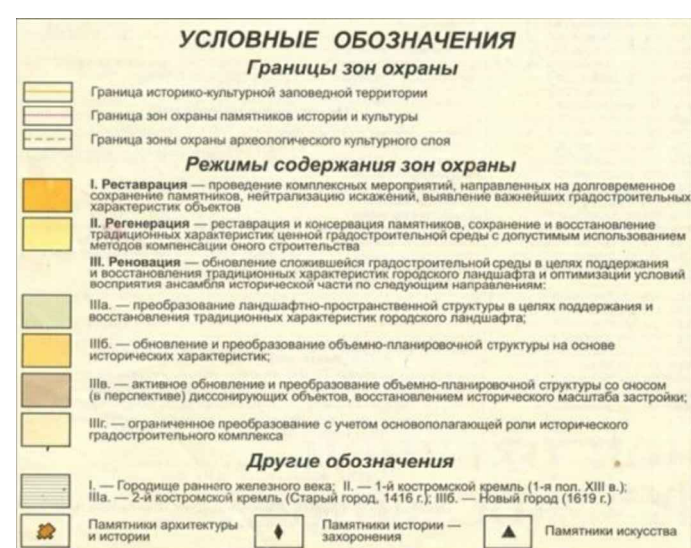 УСЛОВНЫЕ ОБОЗНАЧЕНИЯ
Границы зон охраны
Граница историко-культурной заповедной территории
Граница зон охраны памятников истории и культуры
Граница зоны охраны археологического культурного слоя
Режимы содержания зон охраны
I. Реставрация — проведение комплексных мероприятий, направленных на долговременное
сохранение памятников, нейтрализацию искажений, выявление важнейших градостроительных
характеристик объектов
II. Регенерация — реставрация и консервация памятников, сохранение и восстановление
традиционных характеристик ценной градостроительной среды с допустимым использованием
методов компенсации оного строительства
III. Реновация — обновление сложившейся градостроительной среды в целях поддержания
и восстановления традиционных характеристик городского ландшафта и оптимизации условий
восприятия ансамбля исторической части по следующим направлениям:
IIIа. — преобразование ландшафтно-пространственной структуры в целях поддержания и
восстановления традиционных характеристик городского ландшафта;
IIIб. — обновление и преобразование объемно-планировочной структуры на основе
исторических характеристик;
IIIв. — активное обновление и преобразование объемно-планировочной структуры со сносом
(в перспективе) диссонирующих объектов, восстановлением исторического масштаба застройки;
IIIг. — ограниченное преобразование с учетом основополагающей роли исторического
градостроительного комплекса
Другие обозначения
I. — Городище раннего железного века; II. — 1-й костромской кремль (1-я пол. XIII в.);
IIIа. — 2-й костромской кремль (Старый город, 1416 г.); IIIб. — Новый город (1619 г.)
Памятники архитектуры
и истории
Памятники истории —
захоронения
Памятники искусства